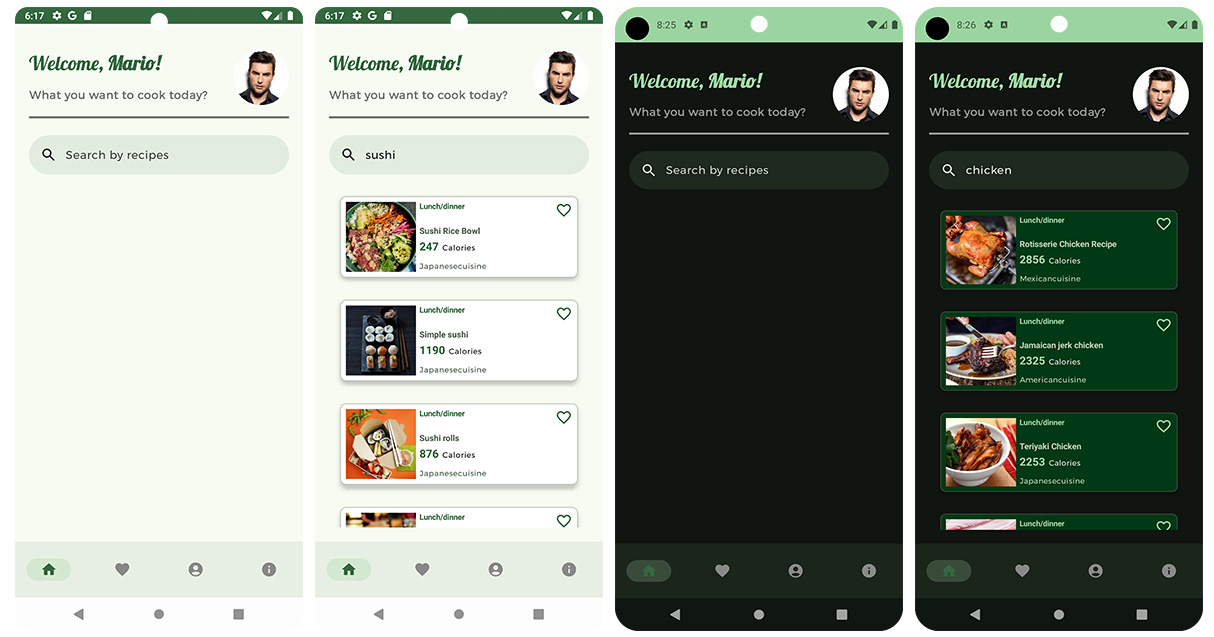 6:17
Welcome, Mario!
What you want to cook today?
Search by recipes
6:17
Welcome, Mario!
What you want to cook today?
sushi
Lunch/dinner
Sushi Rice Bowl
247 Calories
Japanesecuisine
Lunch/dinner
Simple sushi
1190 Calories
Japanesecuisine
Lunch/dinner
Sushi rolls
876 Calories
Japanesecuisine
Lunch/dinner
8:25
Welcome, Mario!
What you want to cook today?
Search by recipes
8:26
Welcome, Mario!
What you want to cook today?
chicken
Lunch/dinner
Rotisserie Chicken Recipe
2856 Calories
Mexicancuisine
Lunch/dinner
Jamaican jerk chicken
2325 Calories
Americancuisine
Lunch/dinner
Teriyaki Chicken
2253 Calories
Japanesecuisine
Lunch/dinner